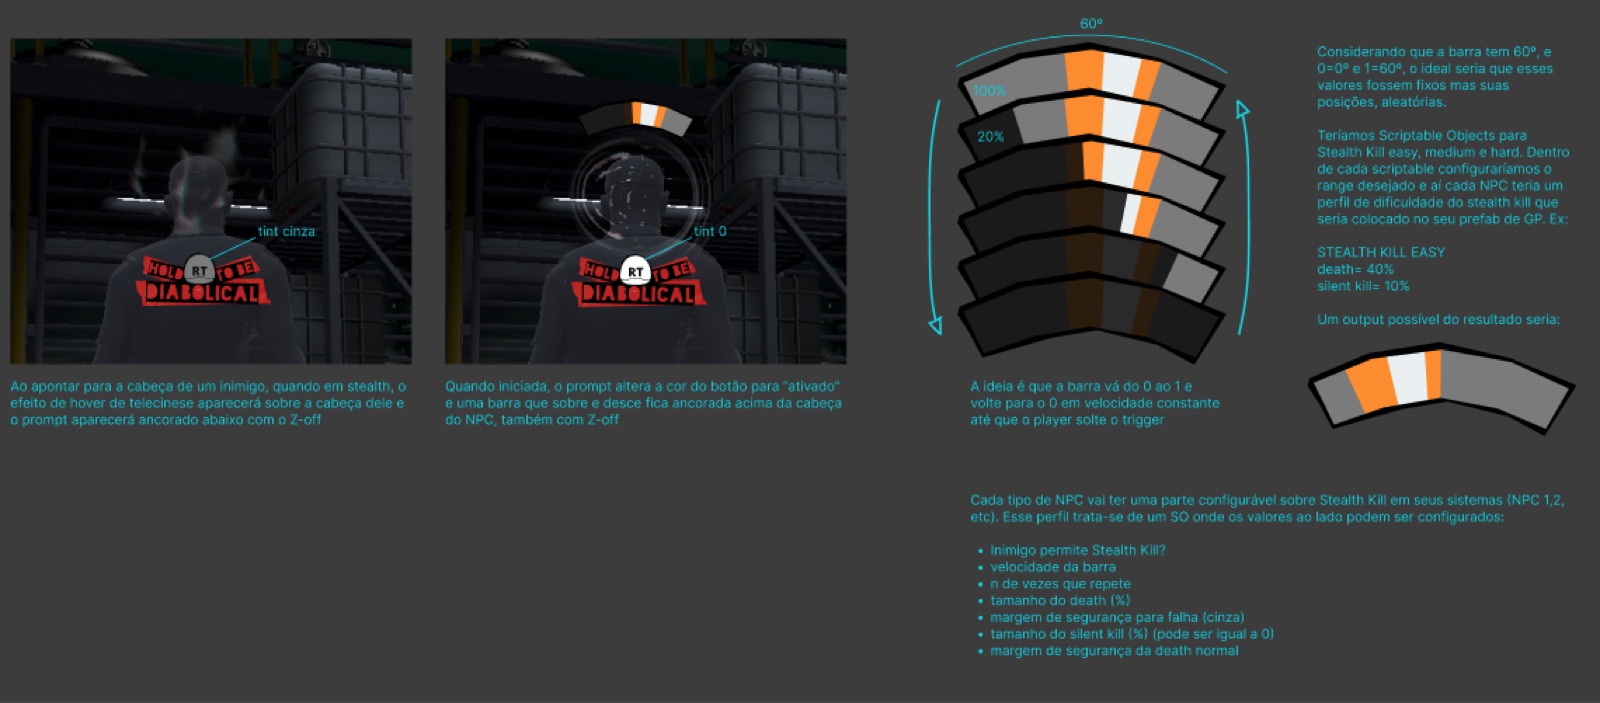 tint cinza
RT
HOLD TO BE
DIABOLICAL
Ao apontar para a cabeça de um inimigo, quando em stealth, o
efeito de hover de telecinese aparecerá sobre a cabeça dele e
o prompt aparecerá ancorado abaixo com o Z-off
tint 0
RT
HOLD TO BE
DIABOLICAL
Quando iniciada, o prompt altera a cor do botão para "ativado"
e uma barra que sobre e desce fica ancorada acima da cabeça
do NPC, também com Z-off
60º
100%
20%
A ideia é que a barra vá do 0 ao 1 e
volte para o 0 em velocidade constante
até que o player solte o trigger
Considerando que a barra tem 60º, e
0=0º e 1=60º, o ideal seria que esses
valores fossem fixos mas suas
posições, aleatórias.
Teríamos Scriptable Objects para
Stealth Kill easy, medium e hard. Dentro
de cada scriptable configuraríamos o
range desejado e aí cada NPC teria um
perfil de dificuldade do stealth kill que
seria colocado no seu prefab de GP. Ex:
STEALTH KILL EASY
death= 40%
silent kill= 10%
Um output possível do resultado seria:
Cada tipo de NPC vai ter uma parte configurável sobre Stealth Kill em seus sistemas (NPC 1,2,
etc). Esse perfil trata-se de um SO onde os valores ao lado podem ser configurados:
• Inimigo permite Stealth Kill?
• velocidade da barra
• n de vezes que repete
• tamanho do death (%)
• margem de segurança para falha (cinza)
• tamanho do silent kill (%) (pode ser igual a 0)
• margem de segurança da death normal